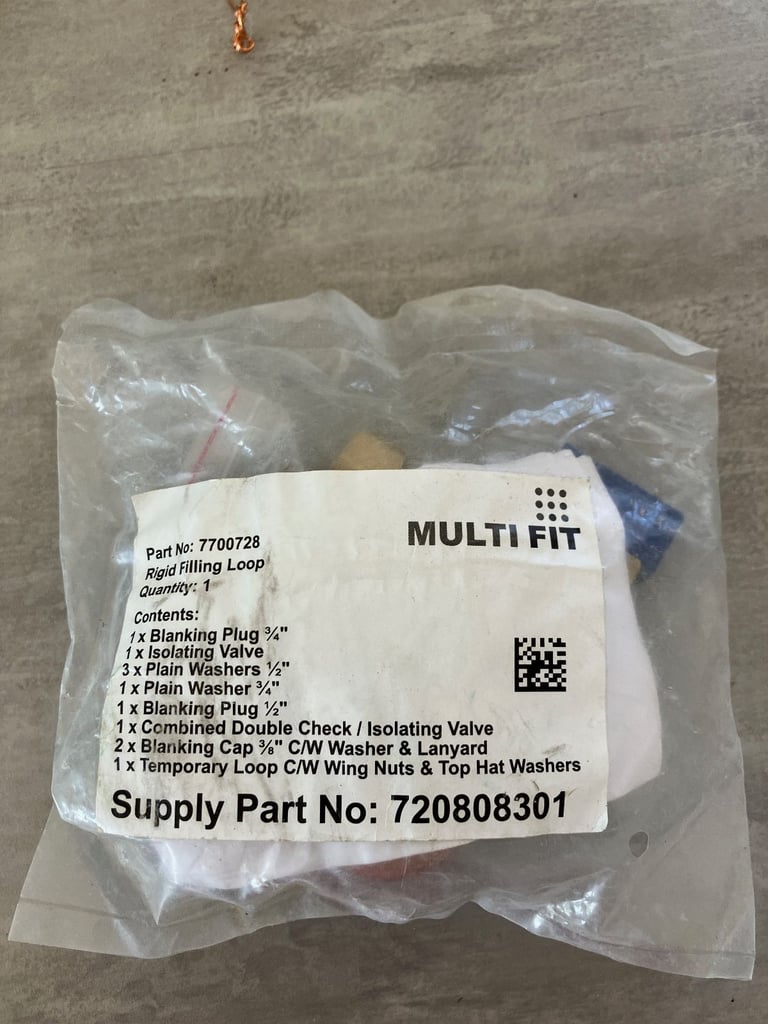 MULTI FIT
Part No: 7700728
Rigid Filling Loop
Quantity: 1
Contents:
1 x Blanking Plug ¾"
1 x Isolating Valve
3 x Plain Washers ½"
1 x Plain Washer ¾"
1 x Blanking Plug ½"
1 x Combined Double Check / Isolating Valve
2 x Blanking Cap ⅜" C/W Washer & Lanyard
1 x Temporary Loop C/W Wing Nuts & Top Hat Washers
Supply Part No: 720808301